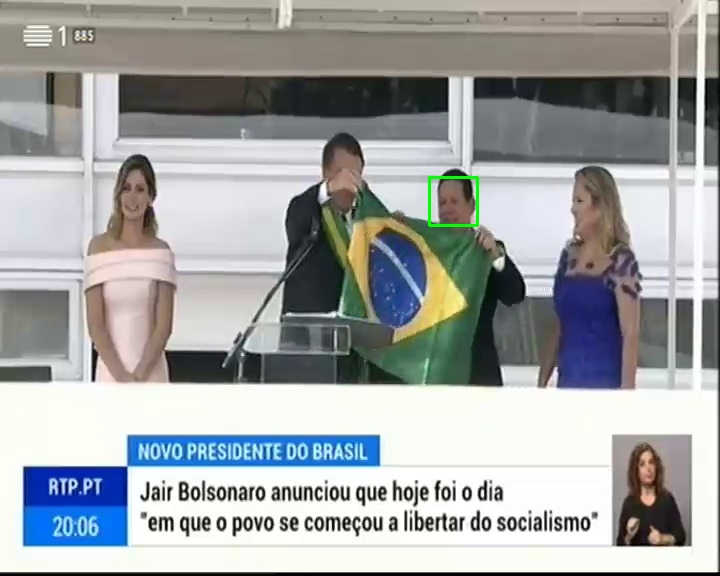 1 885
NOVO PRESIDENTE DO BRASIL
RTP.PT
20:06
Jair Bolsonaro anunciou que hoje foi o dia
"em que o povo se começou a libertar do socialismo"